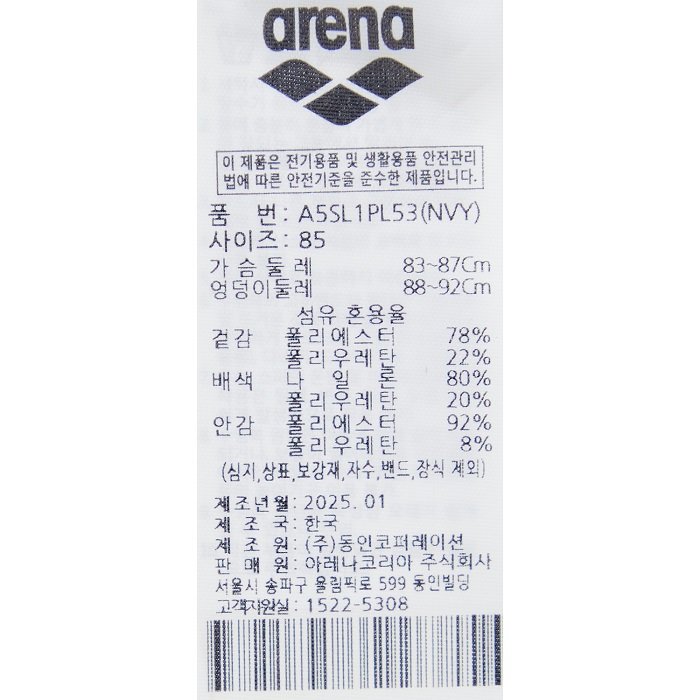 arena
이 제품은 전기용품 및 생활용품 안전관리
법에 따른 안전기준을 준수한 제품입니다.
품 번: A5SL1PL53(NVY)
사이즈: 85
가슴둘레 83~87Cm
엉덩이둘레 88~92Cm
섬유 혼용율
겉감 폴리에스터 78%
폴리우레탄 22%
배색 나일론 80%
폴리우레탄 20%
안감 폴리에스터 92%
폴리우레탄 8%
(심지,상표,보강재,자수,밴드,장식 제외)
제조년월: 2025.01
제조국: 한국
제조원: (주)동인코퍼레이션
판매원: 아레나코리아 주식회사
서울시 송파구 올림픽로 599 동인빌딩
고객지원실: 1522-5308